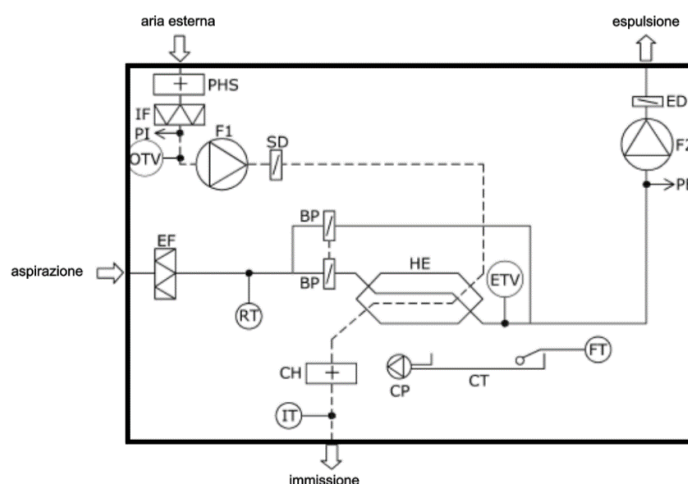 aria esterna
espulsione
PHS
IF
PI
F1
SD
ED
OTV
BP
EF
HE
ETV
aspirazione
BP
RT
CH
FT
CP
CT
IT
immissione